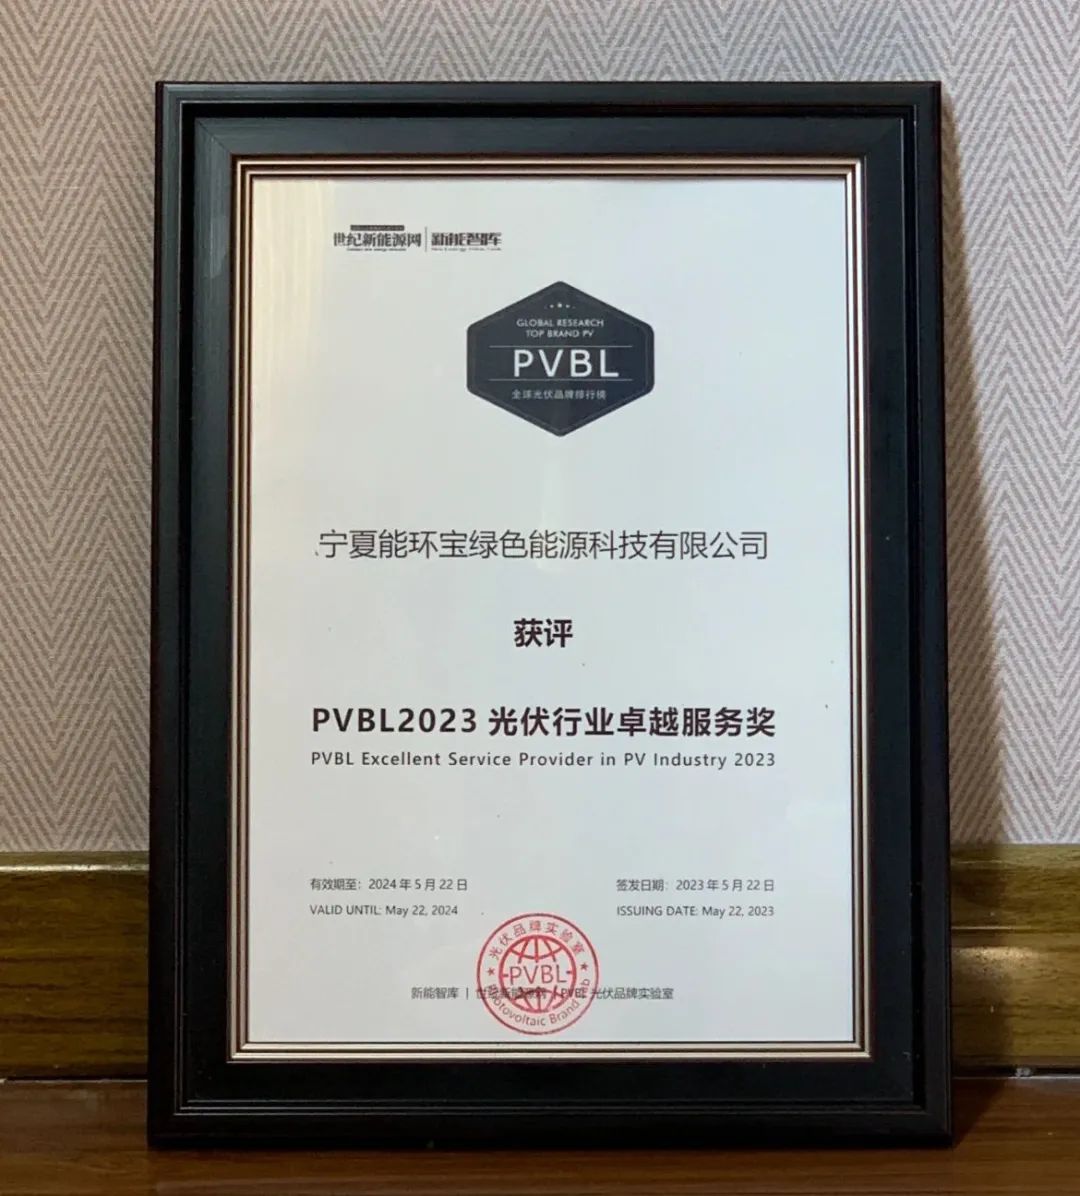 世纪新能源网 新能智库
GLOBAL RESEARCH
TOP BRAND PV
PVBL
全球光伏品牌排行榜
宁夏能环宝绿色能源科技有限公司
获评
PVBL2023 光伏行业卓越服务奖
PVBL Excellent Service Provider in PV Industry 2023
有效期至：2024 年 5 月 22 日
签发日期：2023 年 5 月 22 日
VALID UNTIL: May 22, 2024
ISSUING DATE: May 22, 2023
光伏品牌实验室
PVBL
新能智库 | 世纪新能源网 | PVBL 光伏品牌实验室
Photovoltaic Brand Lab